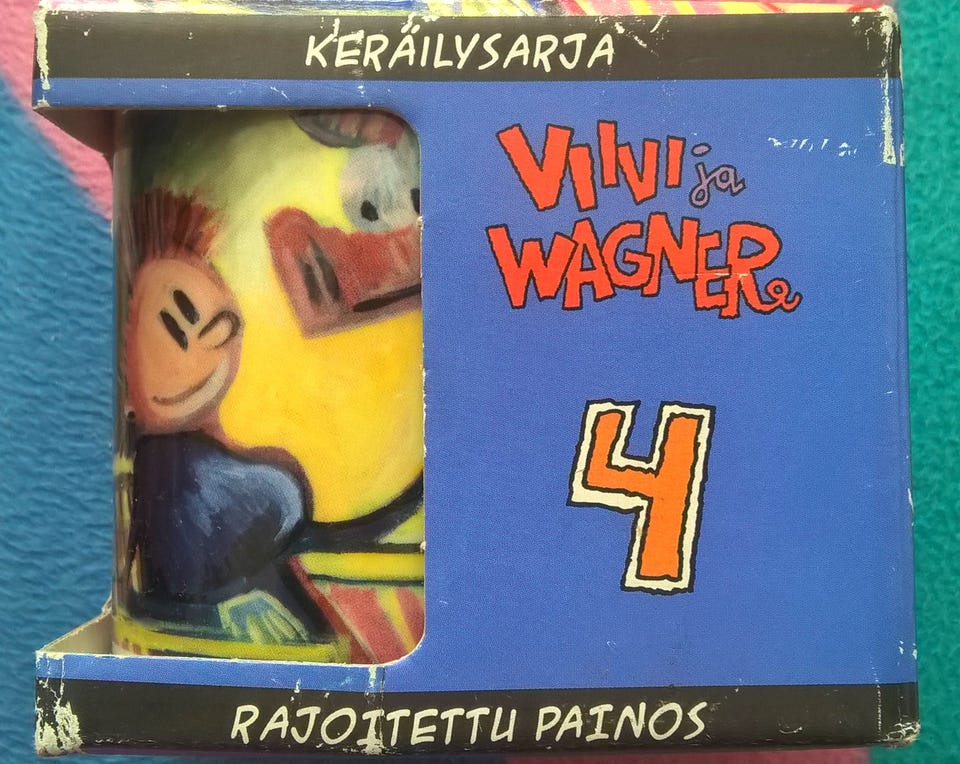 KERÄILYSARJA
VIIVI ja
WAGNER
4
RAJOITETTU PAINOS